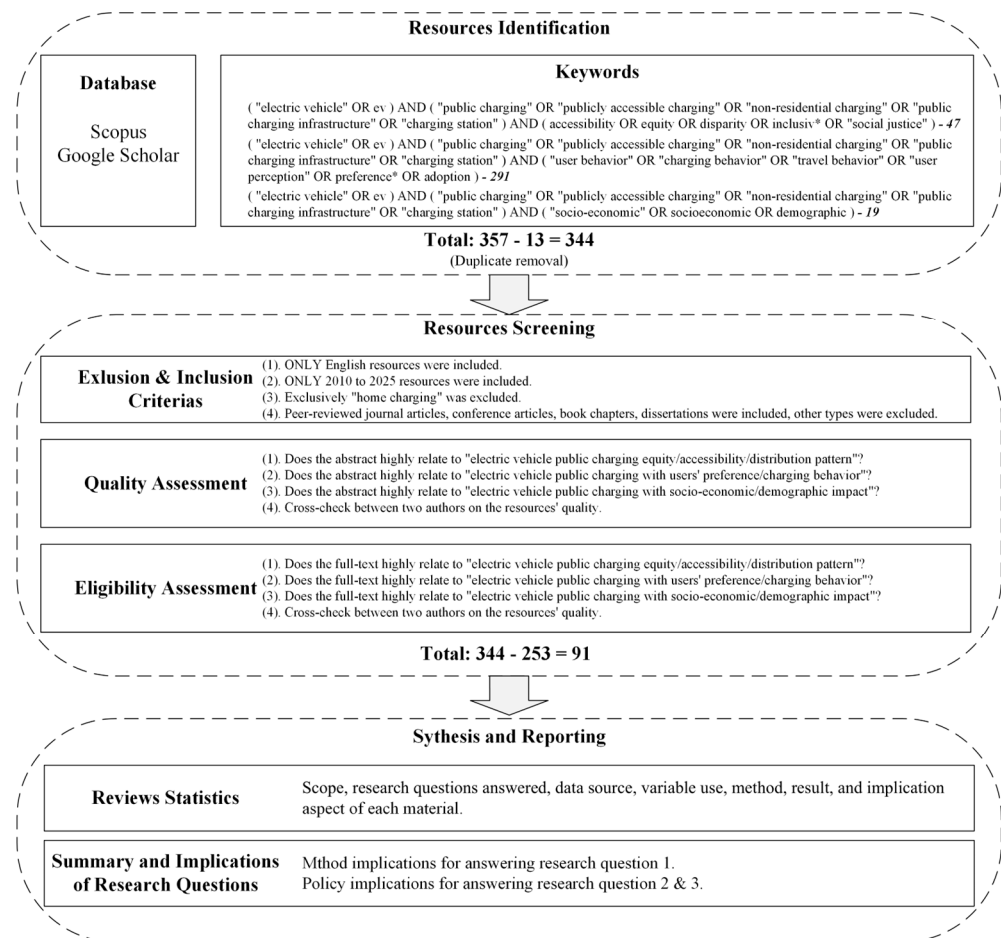 Resources Identification
Database
Scopus
Google Scholar
Keywords
( "electric vehicle" OR ev ) AND ( "public charging" OR "publicly accessible charging" OR "non-residential charging" OR "public
charging infrastructure" OR "charging station" ) AND ( accessibility OR equity OR disparity OR inclusiv* OR "social justice" ) - 47
( "electric vehicle" OR ev ) AND ( "public charging" OR "publicly accessible charging" OR "non-residential charging" OR "public
charging infrastructure" OR "charging station" ) AND ( "user behavior" OR "charging behavior" OR "travel behavior" OR "user
perception" OR preference* OR adoption ) - 291
( "electric vehicle" OR ev ) AND ( "public charging" OR "publicly accessible charging" OR "non-residential charging" OR "public
charging infrastructure" OR "charging station" ) AND ( "socio-economic" OR socioeconomic OR demographic ) - 19
Total: 357 - 13 = 344
(Duplicate removal)
Resources Screening
Exlusion & Inclusion
Criterias
(1). ONLY English resources were included.
(2). ONLY 2010 to 2025 resources were included.
(3). Exclusively "home charging" was excluded.
(4). Peer-reviewed journal articles, conference articles, book chapters, dissertations were included, other types were excluded.
Quality Assessment
(1). Does the abstract highly relate to "electric vehicle public charging equity/accessibility/distribution pattern"?
(2). Does the abstract highly relate to "electric vehicle public charging with users' preference/charging behavior"?
(3). Does the abstract highly relate to "electric vehicle public charging with socio-economic/demographic impact"?
(4). Cross-check between two authors on the resources' quality.
Eligibility Assessment
(1). Does the full-text highly relate to "electric vehicle public charging equity/accessibility/distribution pattern"?
(2). Does the full-text highly relate to "electric vehicle public charging with users' preference/charging behavior"?
(3). Does the full-text highly relate to "electric vehicle public charging with socio-economic/demographic impact"?
(4). Cross-check between two authors on the resources' quality.
Total: 344 - 253 = 91
Sythesis and Reporting
Reviews Statistics
Scope, research questions answered, data source, variable use, method, result, and implication
aspect of each material.
Summary and Implications
of Research Questions
Mthod implications for answering research question 1.
Policy implications for answering research question 2 & 3.